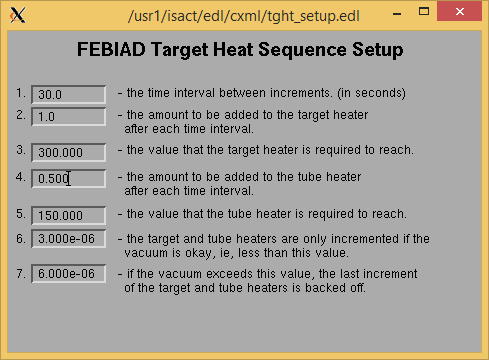 /usr1/isact/edl/cxml/tght_setup.edl
FEBIAD Target Heat Sequence Setup
1. 30.0 - the time interval between increments. (in seconds)
2. 1.0 - the amount to be added to the target heater
after each time interval.
3. 300.000 - the value that the target heater is required to reach.
4. 0.500 - the amount to be added to the tube heater
after each time interval.
5. 150.000 - the value that the tube heater is required to reach.
6. 3.000e-06 - the target and tube heaters are only incremented if the
vacuum is okay, ie, less than this value.
7. 6.000e-06 - if the vacuum exceeds this value, the last increment
of the target and tube heaters is backed off.